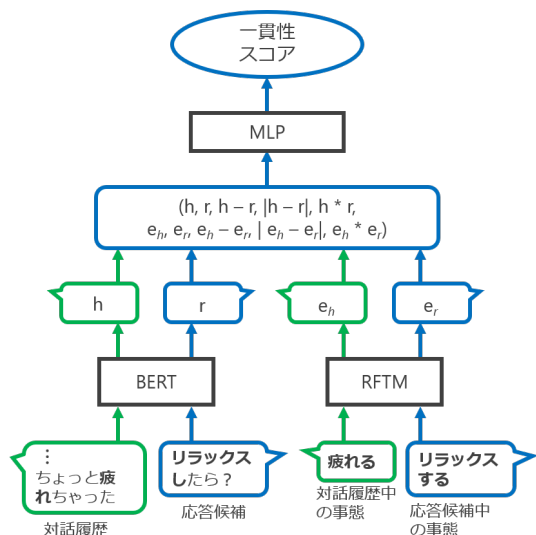 一貫性
スコア
MLP
(h, r, h − r, |h − r|, h * r,
eₕ, eᵣ, eₕ − eᵣ, | eₕ − eᵣ|, eₕ * eᵣ)
h
r
eₕ
eᵣ
BERT
RFTM
⋮
ちょっと疲
れちゃった
リラックス
したら？
疲れる
リラックス
する
対話履歴
応答候補
対話履歴中
の事態
応答候補中
の事態